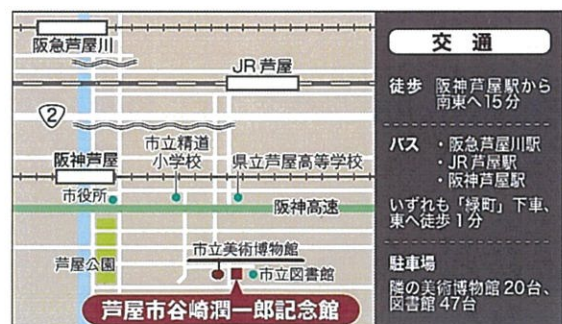 阪急芦屋川
JR芦屋
2
市立精道
小学校
県立芦屋高等学校
阪神芦屋
市役所
阪神高速
芦屋公園
市立美術博物館
市立図書館
芦屋市谷崎潤一郎記念館
交通
徒歩 阪神芦屋駅から
南東へ15分
バス ・阪急芦屋川駅
・JR芦屋駅
・阪神芦屋駅
いずれも「緑町」下車、
東へ徒歩1分
駐車場
隣の美術博物館20台、
図書館47台